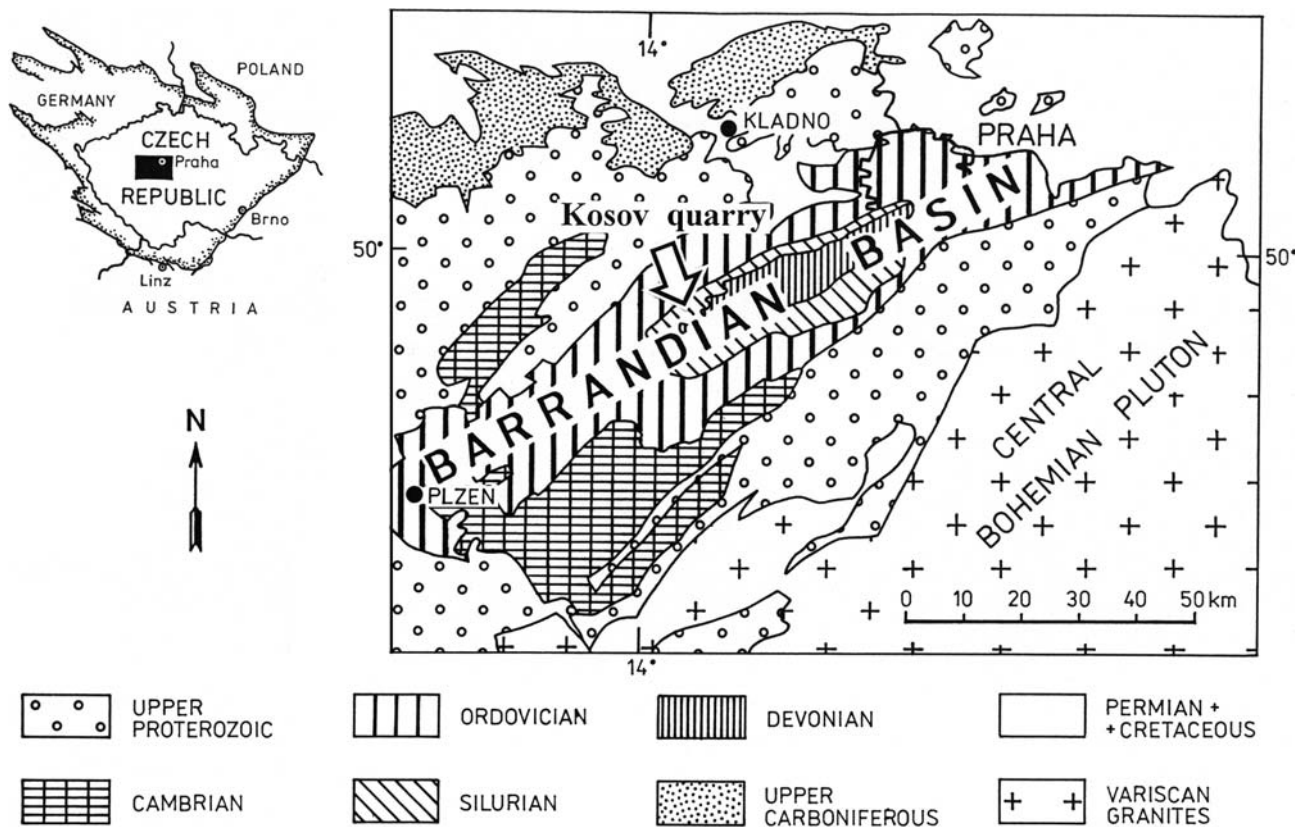 POLAND
GERMANY
CZECH
Praha
REPUBLIC
Brno
Linz
AUSTRIA
N
14°
KLADNO
PRAHA
Kosov quarry
50°
50°
BARRANDIAN BASIN
PLZEŇ
CENTRAL
BOHEMIAN PLUTON
0 10 20 30 40 50 km
14°
UPPER
PROTEROZOIC
ORDOVICIAN
DEVONIAN
PERMIAN +
+CRETACEOUS
CAMBRIAN
SILURIAN
UPPER
CARBONIFEROUS
VARISCAN
GRANITES